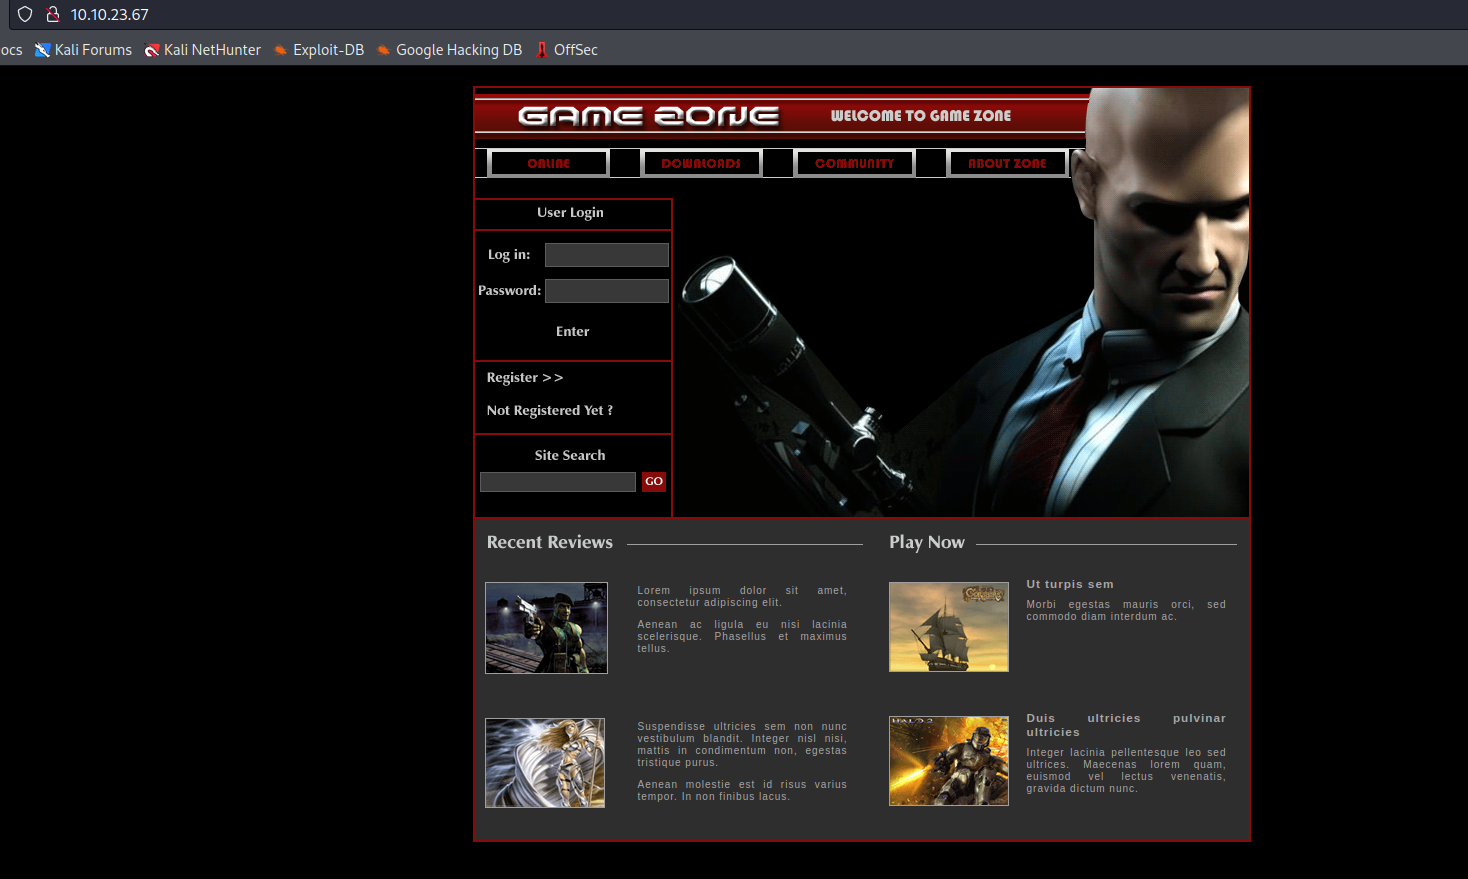 10.10.23.67
ocs Kali Forums Kali NetHunter Exploit-DB Google Hacking DB OffSec
GAME ZONE WELCOME TO GAME ZONE
ONLINE DOWNLOADS COMMUNITY ABOUT ZONE
User Login
Log in:
Password:
Enter
Register >>
Not Registered Yet ?
Site Search
GO
Recent Reviews
Lorem ipsum dolor sit amet,
consectetur adipiscing elit.
Aenean ac ligula eu nisi lacinia
scelerisque. Phasellus et maximus
tellus.
Suspendisse ultricies sem non nunc
vestibulum blandit. Integer nisl nisi,
mattis in condimentum non, egestas
tristique purus.
Aenean molestie est id risus varius
tempor. In non finibus lacus.
Play Now
Ut turpis sem
Morbi egestas mauris orci, sed
commodo diam interdum ac.
HALO 2
Duis ultricies pulvinar
ultricies
Integer lacinia pellentesque leo sed
ultrices. Maecenas lorem quam,
euismod vel lectus venenatis,
gravida dictum nunc.